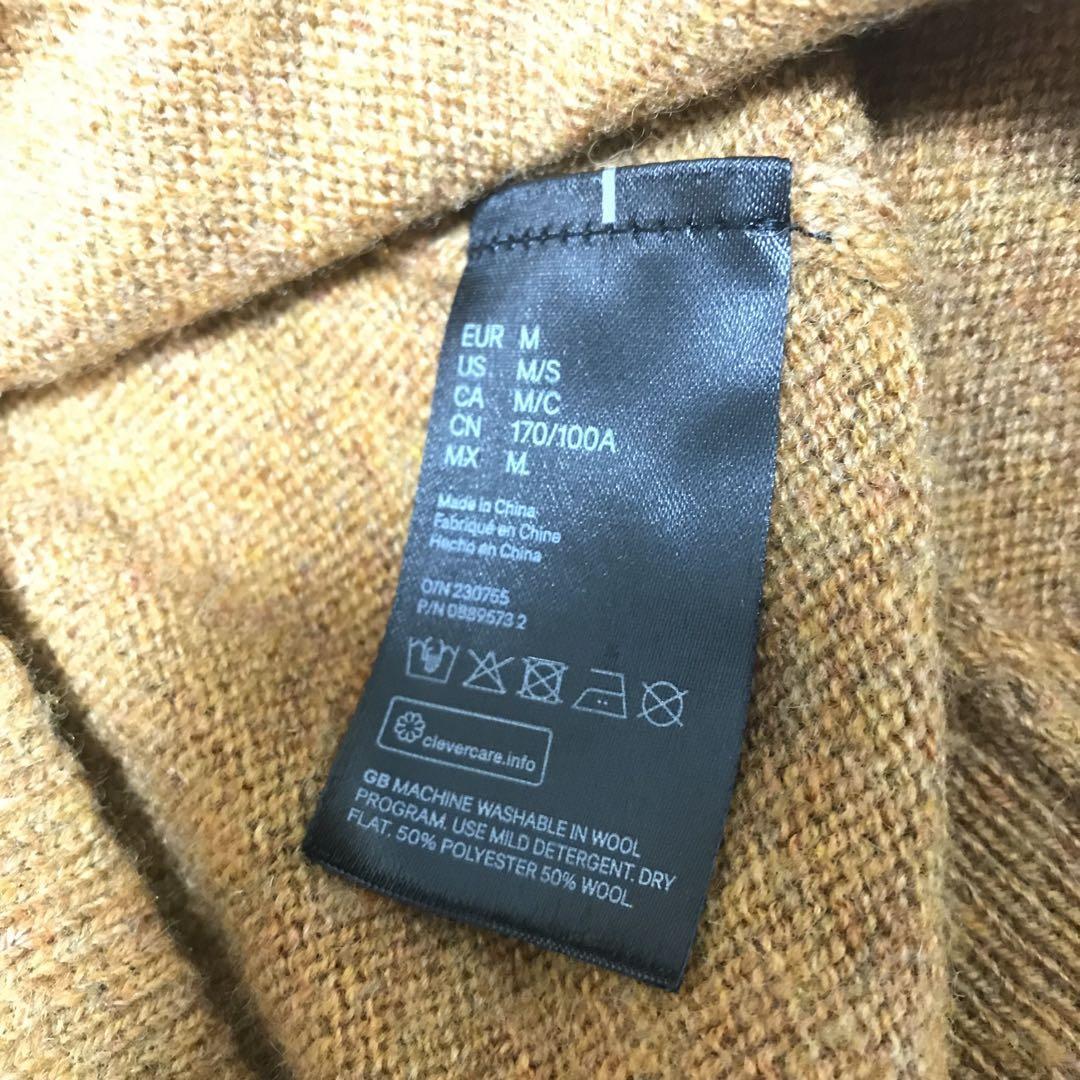 EUR M
US M/S
CA M/C
CN 170/100A
MX M.
Made in China
Fabriqué en Chine
Hecho en China
O/N 230755
P/N 0889673 2
clevercare.info
GB MACHINE WASHABLE IN WOOL
PROGRAM. USE MILD DETERGENT. DRY
FLAT. 50% POLYESTER 50% WOOL.